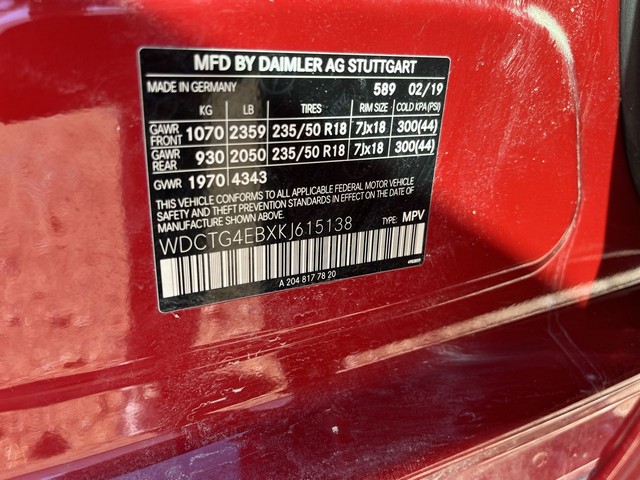 MFD BY DAIMLER AG STUTTGART
MADE IN GERMANY 589 02/19
KG LB TIRES RIM SIZE COLD KPA (PSI)
GAWR FRONT 1070 2359 235/50 R18 7Jx18 300(44)
GAWR REAR 930 2050 235/50 R18 7Jx18 300(44)
GVWR 1970 4343
THIS VEHICLE CONFORMS TO ALL APPLICABLE FEDERAL MOTOR VEHICLE
SAFETY AND THEFT PREVENTION STANDARDS IN EFFECT ON THE DATE OF
MANUFACTURE SHOWN ABOVE.
WDCTG4EBXKJ615138 TYPE: MPV
A 204 817 78 20